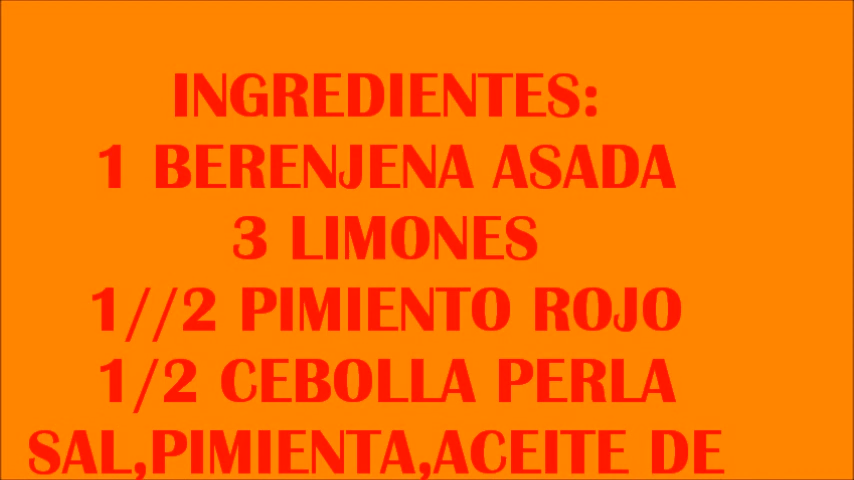 INGREDIENTES:
1 BERENJENA ASADA
3 LIMONES
1//2 PIMIENTO ROJO
1/2 CEBOLLA PERLA
SAL,PIMIENTA,ACEITE DE